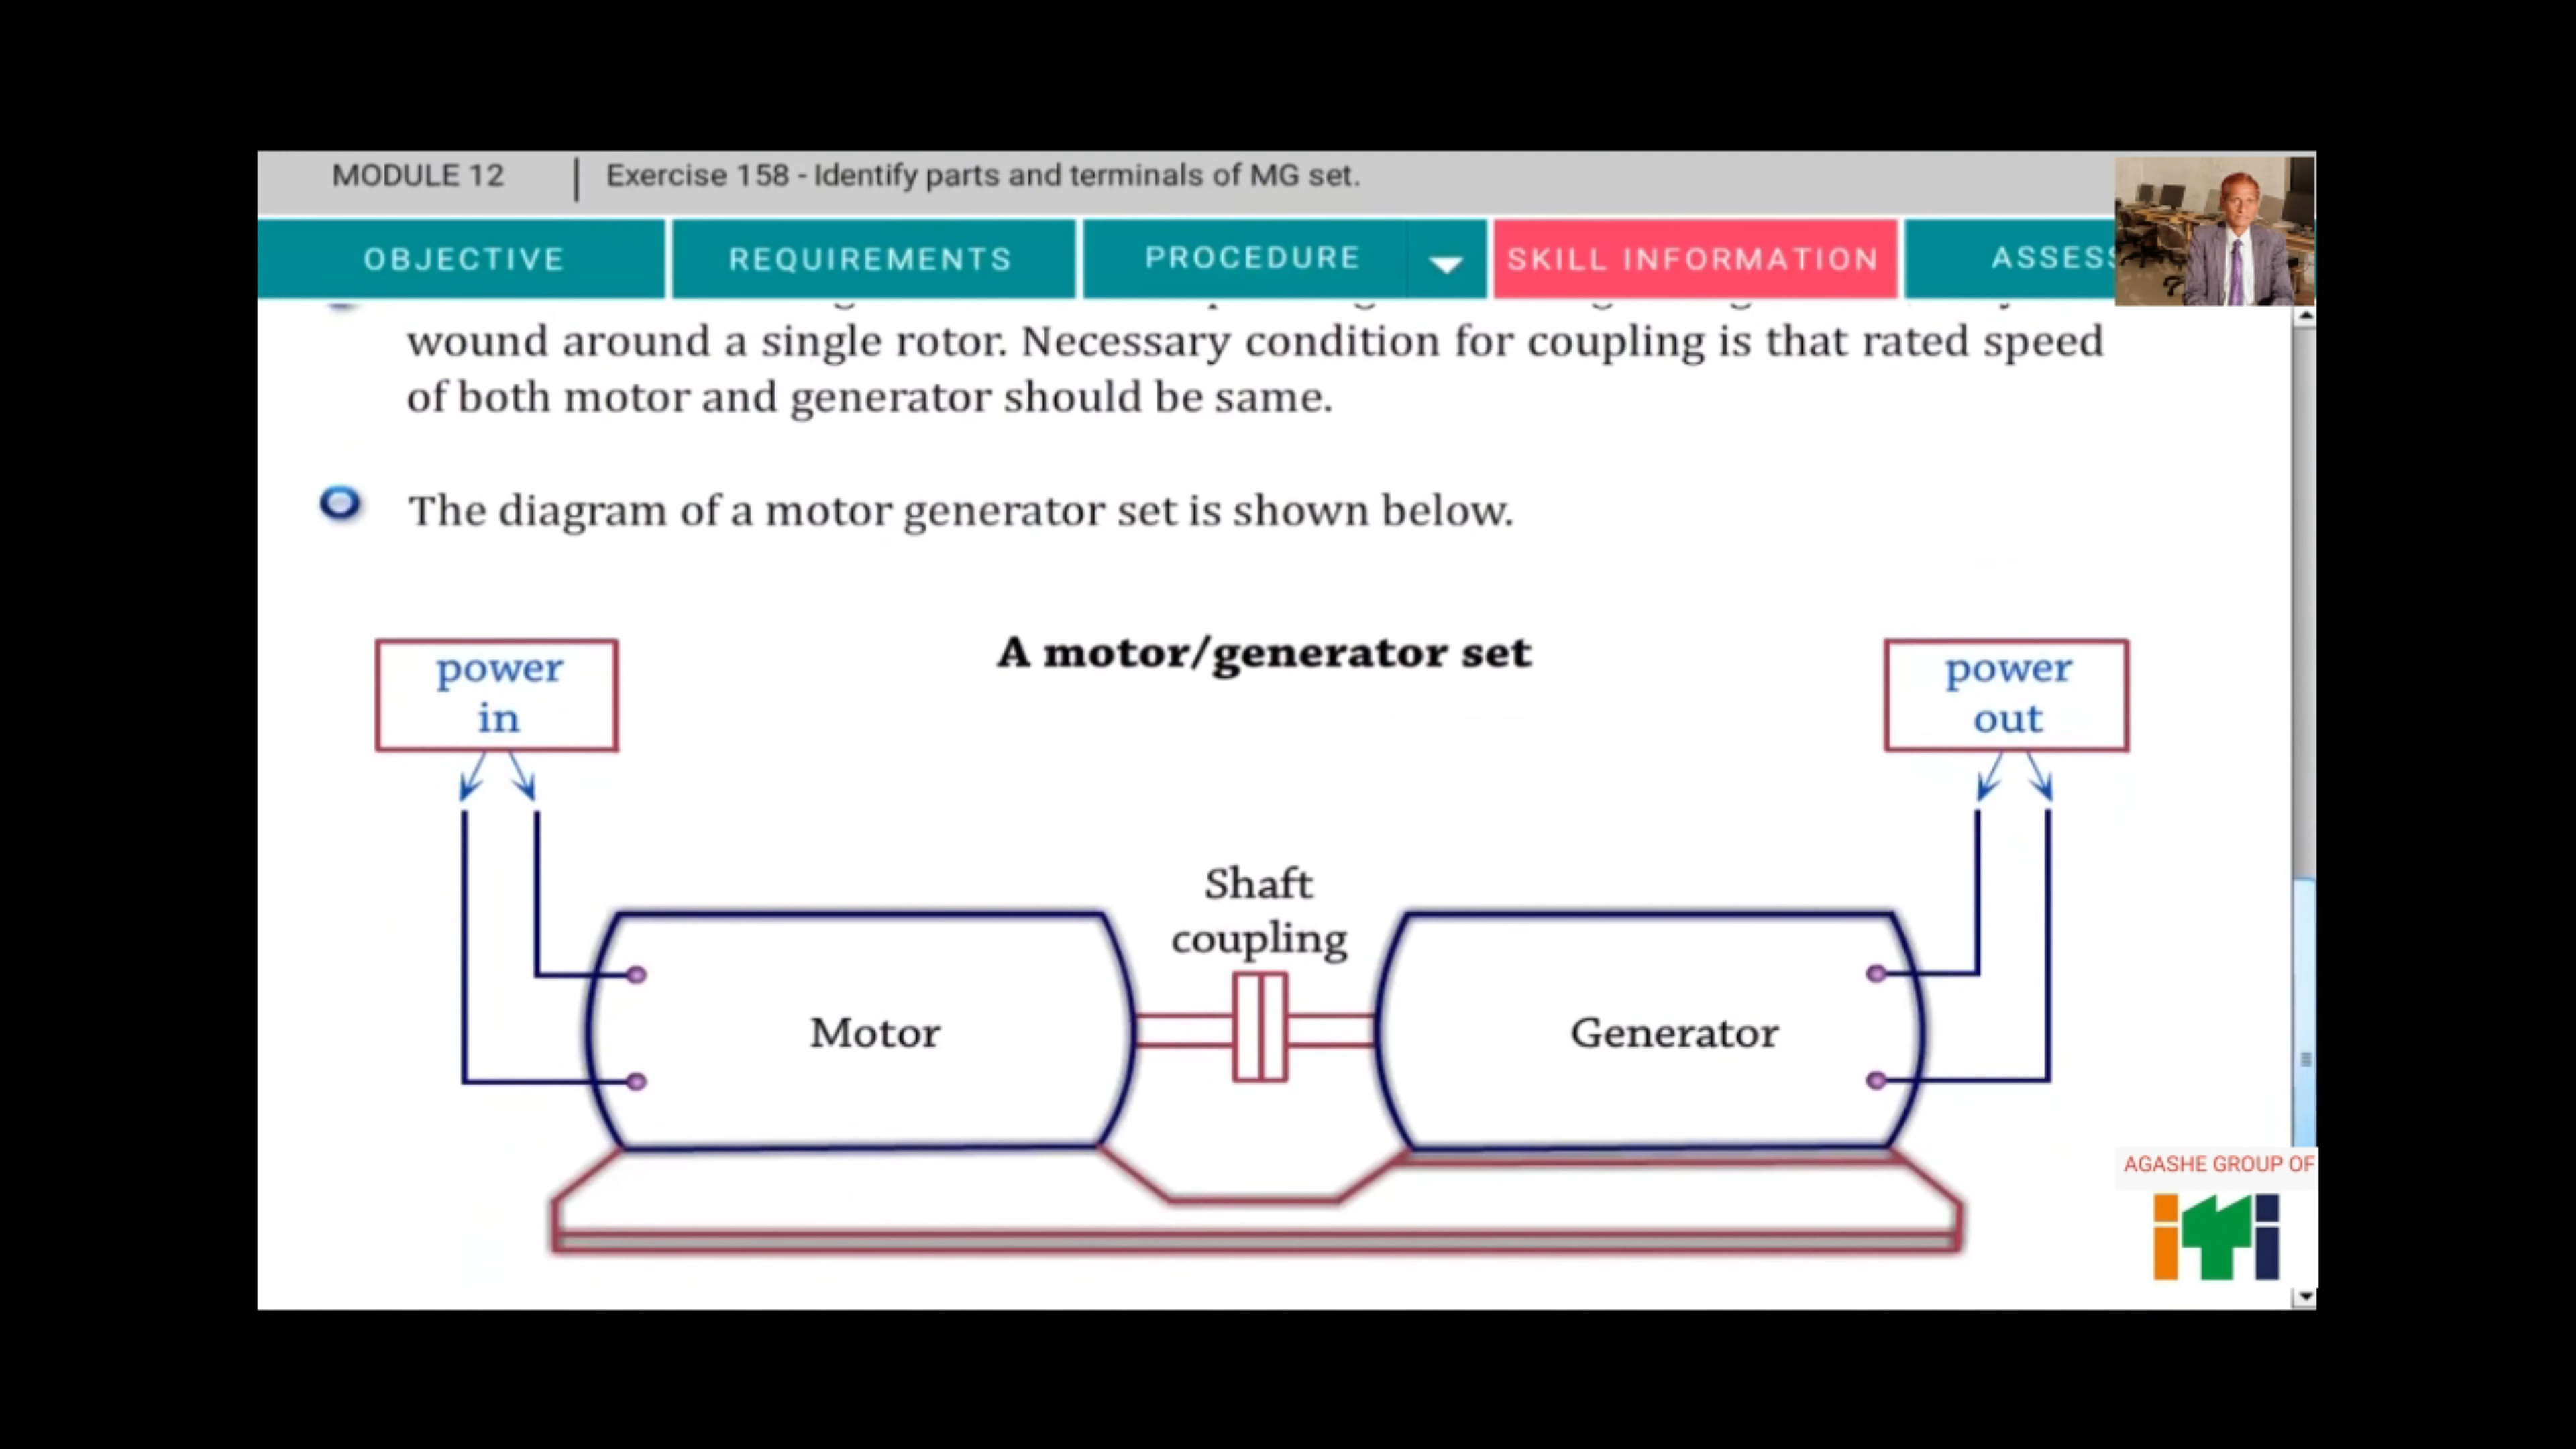 MODULE 12 | Exercise 158 - Identify parts and terminals of MG set.
OBJECTIVE REQUIREMENTS PROCEDURE SKILL INFORMATION
wound around a single rotor. Necessary condition for coupling is that rated speed
of both motor and generator should be same.
The diagram of a motor generator set is shown below.
A motor/generator set
power
in
power
out
Shaft
coupling
Motor
Generator
AGASHE GROUP OF
iTi